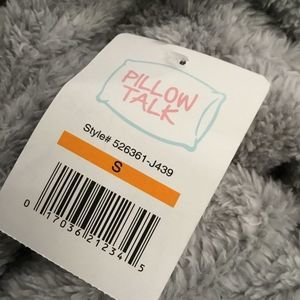 PILLOW
TALK
Style# 526361-J439
S
0 17036 21234 5